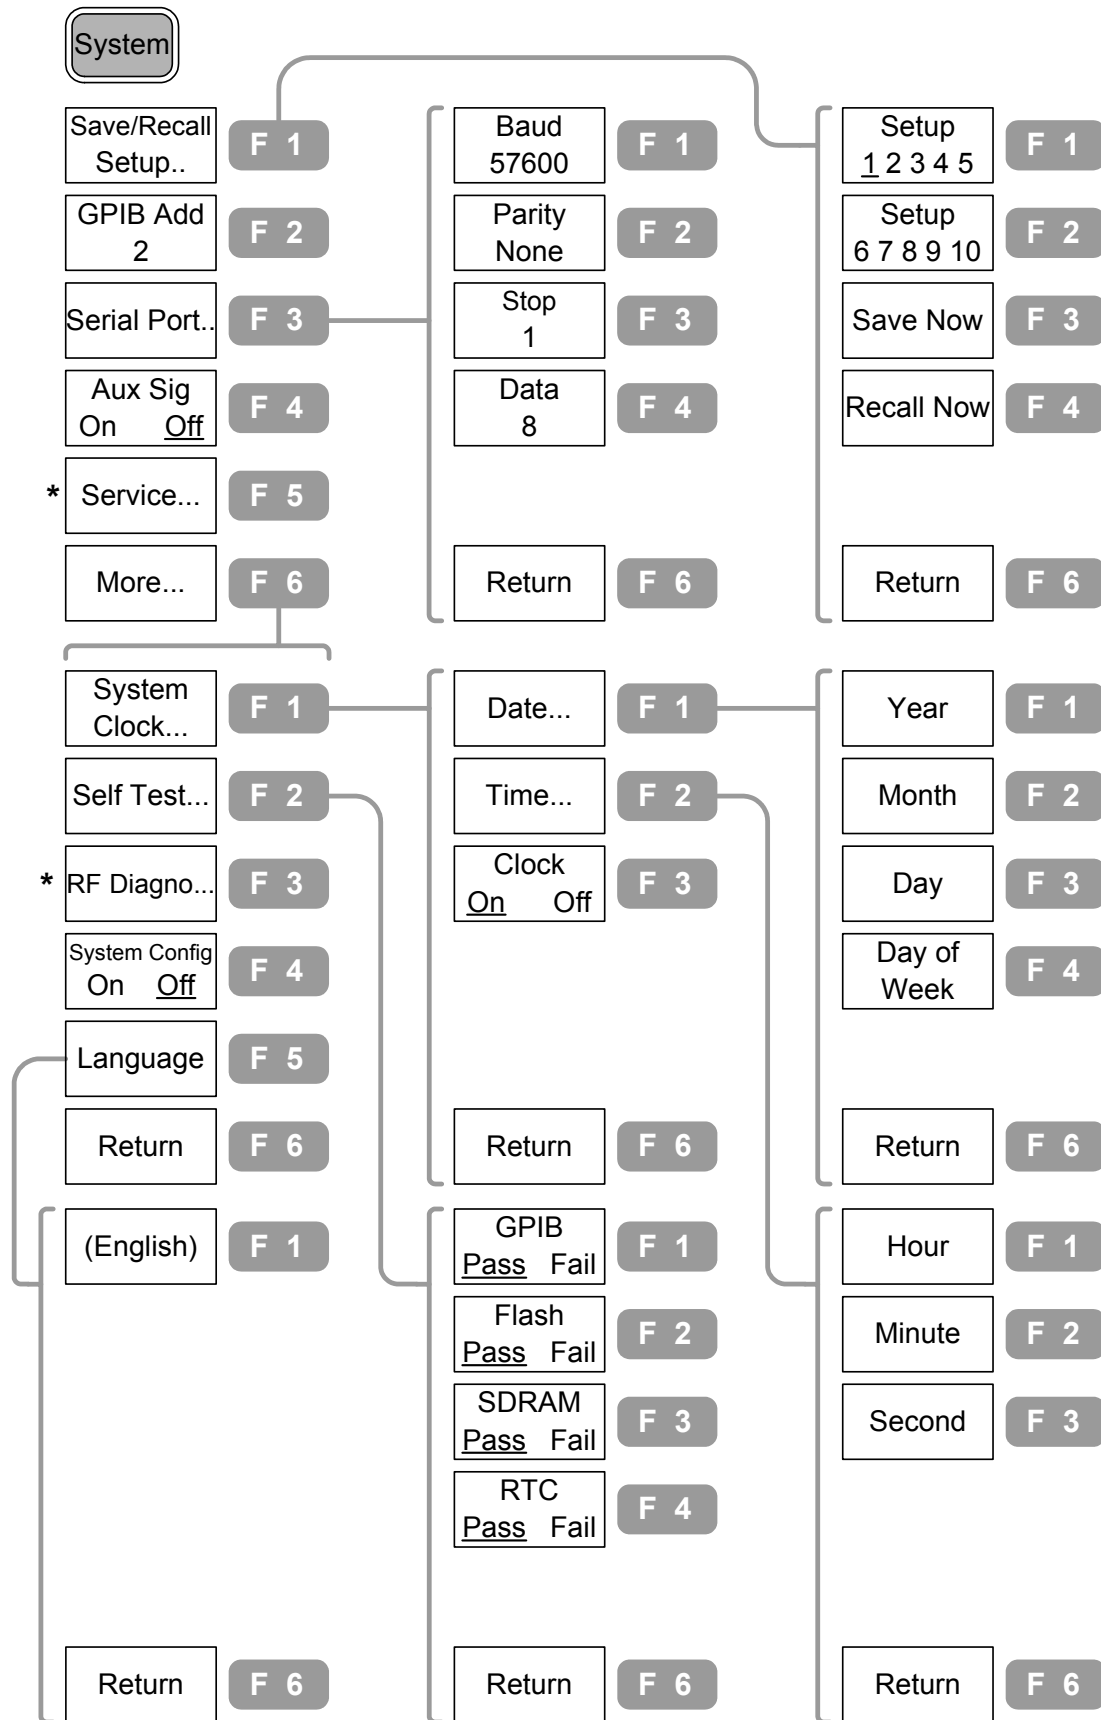 System
Save/Recall
Setup..
F 1
GPIB Add
2
F 2
Serial Port..
F 3
Aux Sig
On Off
F 4
* Service...
F 5
More...
F 6
Baud
57600
F 1
Parity
None
F 2
Stop
1
F 3
Data
8
F 4
Return
F 6
Setup
1 2 3 4 5
F 1
Setup
6 7 8 9 10
F 2
Save Now
F 3
Recall Now
F 4
Return
F 6
System
Clock...
F 1
Self Test...
F 2
* RF Diagno...
F 3
System Config
On Off
F 4
Language
F 5
Return
F 6
Date...
F 1
Time...
F 2
Clock
On Off
F 3
Return
F 6
Year
F 1
Month
F 2
Day
F 3
Day of
Week
F 4
Return
F 6
(English)
F 1
Return
F 6
GPIB
Pass Fail
F 1
Flash
Pass Fail
F 2
SDRAM
Pass Fail
F 3
RTC
Pass Fail
F 4
Return
F 6
Hour
F 1
Minute
F 2
Second
F 3
Return
F 6